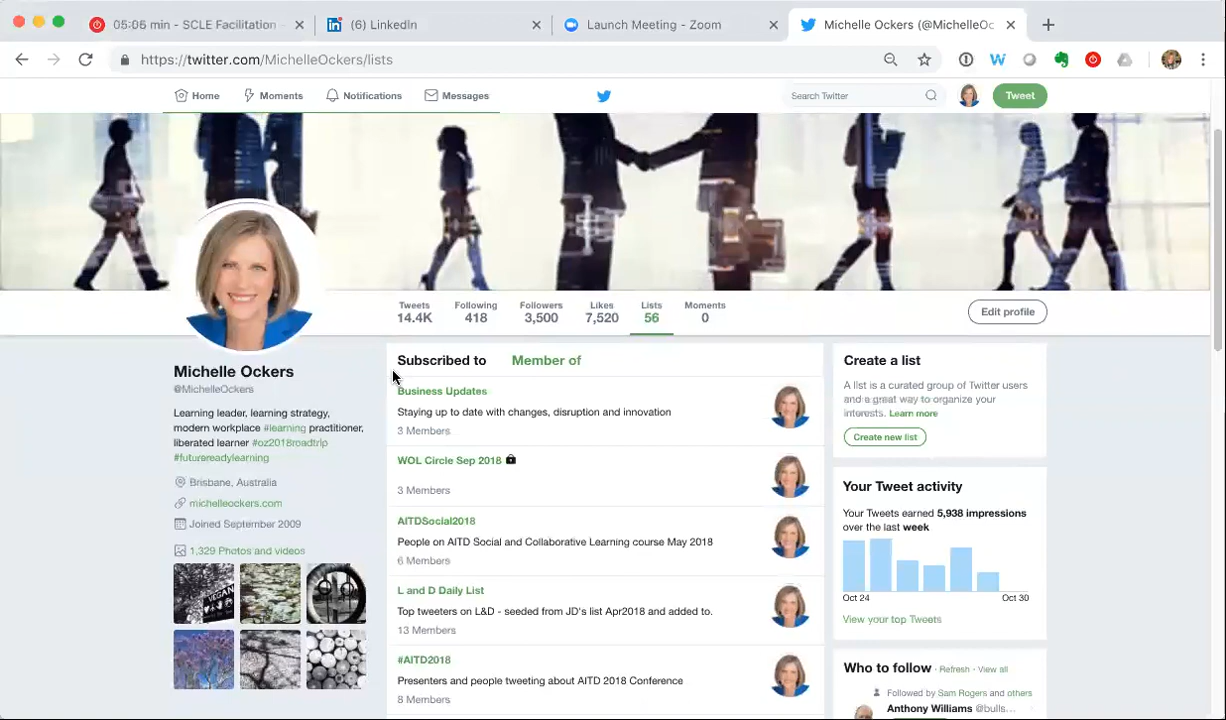 05:05 min - SCLE Facilitation
(6) LinkedIn
Launch Meeting - Zoom
Michelle Ockers (@MichelleOc
https://twitter.com/MichelleOckers/lists
Home
Moments
Notifications
Messages
Search Twitter
Tweet
Tweets
14.4K
Following
418
Followers
3,500
Likes
7,520
Lists
56
Moments
0
Edit profile
Michelle Ockers
@MichelleOckers
Learning leader, learning strategy,
modern workplace #learning practitioner,
liberated learner #oz2018roadtrip
#futurereadylearning
Brisbane, Australia
michelleockers.com
Joined September 2009
1,329 Photos and videos
VEGAN
Subscribed to
Member of
Business Updates
Staying up to date with changes, disruption and innovation
3 Members
WOL Circle Sep 2018
3 Members
AITDSocial2018
People on AITD Social and Collaborative Learning course May 2018
6 Members
L and D Daily List
Top tweeters on L&D - seeded from JD's list Apr2018 and added to.
13 Members
#AITD2018
Presenters and people tweeting about AITD 2018 Conference
8 Members
Create a list
A list is a curated group of Twitter users
and a great way to organize your
interests. Learn more
Create new list
Your Tweet activity
Your Tweets earned 5,938 impressions
over the last week
Oct 24
Oct 30
View your top Tweets
Who to follow · Refresh · View all
Followed by Sam Rogers and others
Anthony Williams @bulls...